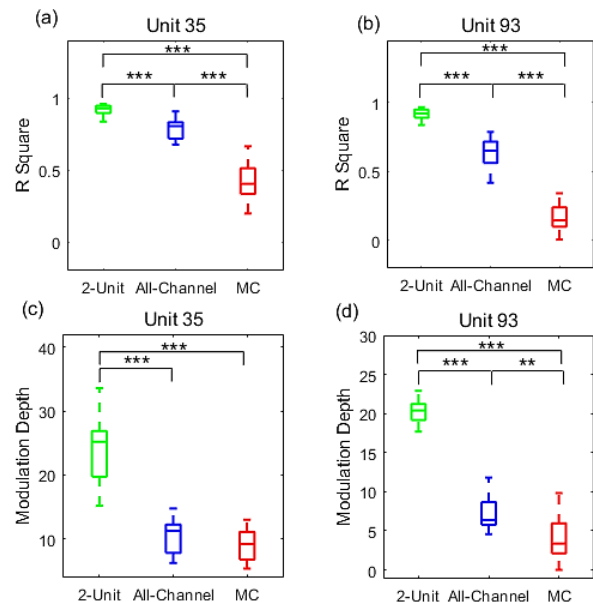 (a) Unit 35
***
*** ***
1
0.5
0
R Square
2-Unit All-Channel MC
(b) Unit 93
***
*** ***
1
0.5
0
R Square
2-Unit All-Channel MC
(c) Unit 35
***
***
40
30
20
10
Modulation Depth
2-Unit All-Channel MC
(d) Unit 93
***
*** **
30
25
20
15
10
5
0
Modulation Depth
2-Unit All-Channel MC